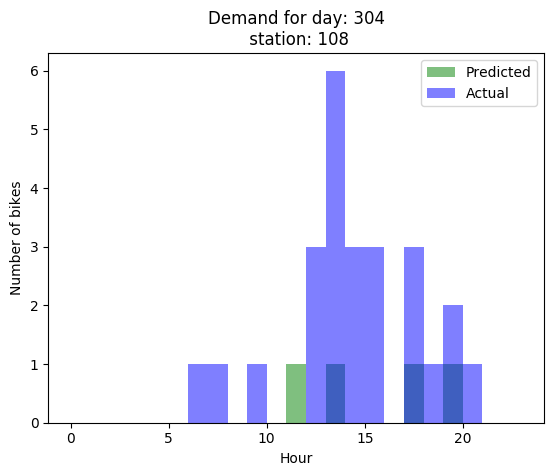 Demand for day: 304
station: 108
Predicted
Actual
Number of bikes
6
5
4
3
2
1
0
0 5 10 15 20
Hour